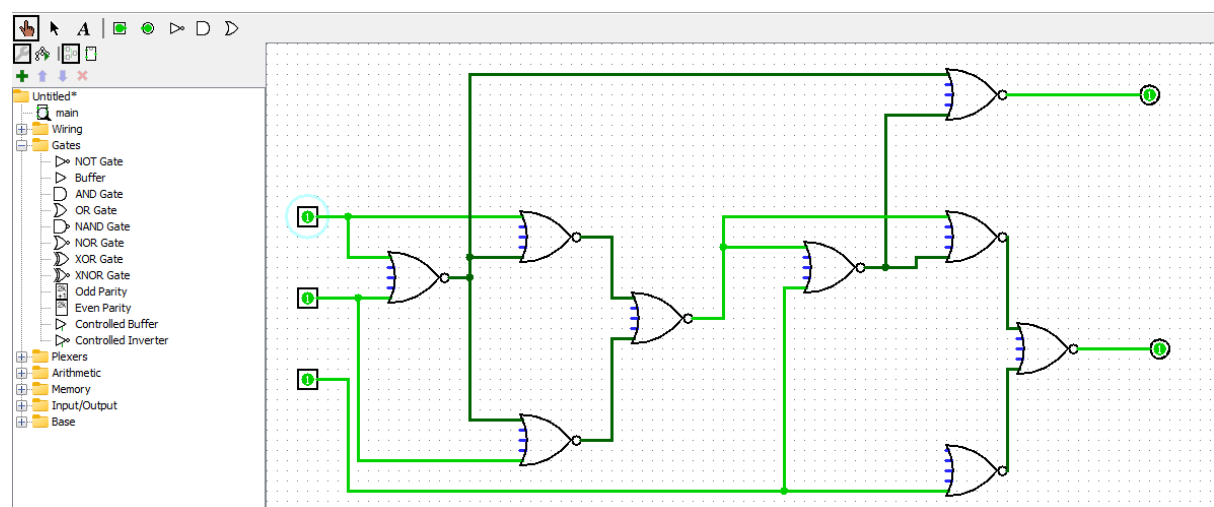 A
Untitled*
main
Wiring
Gates
NOT Gate
Buffer
AND Gate
OR Gate
NAND Gate
NOR Gate
XOR Gate
XNOR Gate
Odd Parity
Even Parity
Controlled Buffer
Controlled Inverter
Plexers
Arithmetic
Memory
Input/Output
Base
1
1
1
1
1